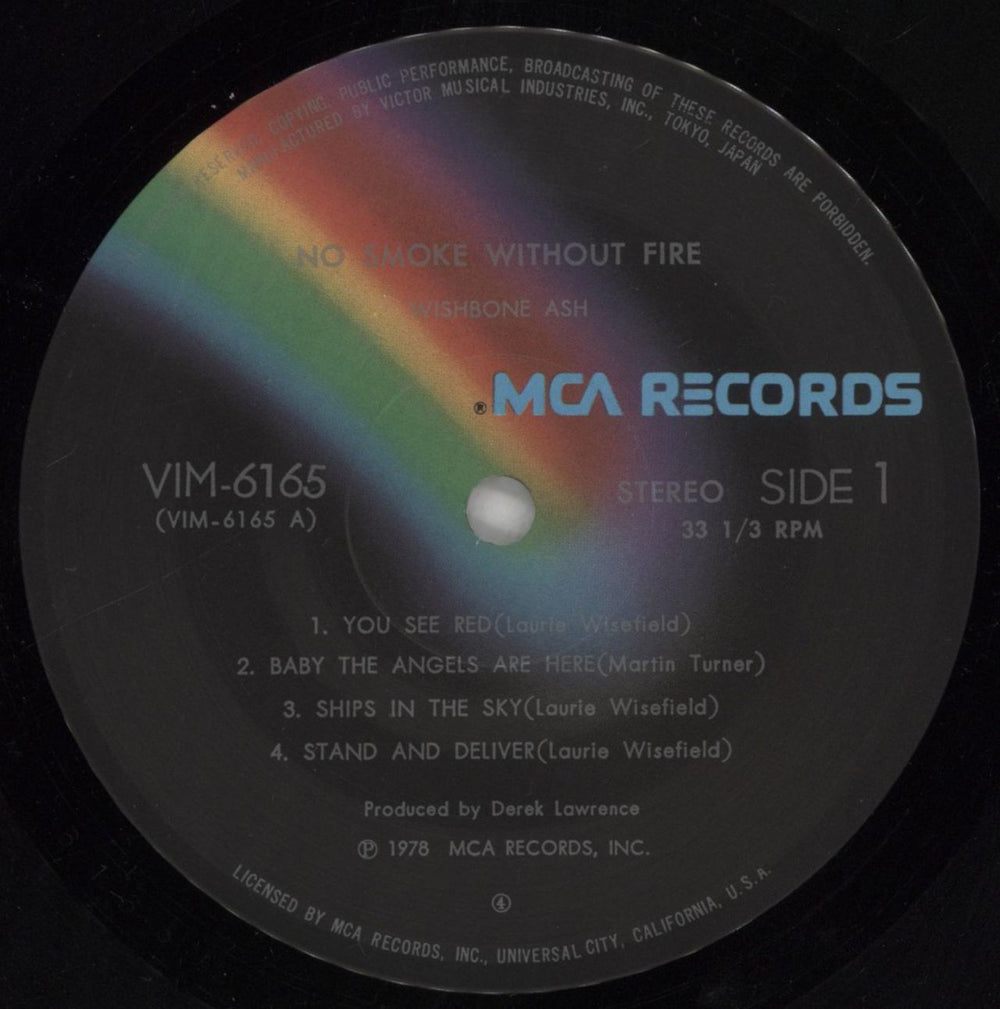 RESERVED. COPYING, PUBLIC PERFORMANCE, BROADCASTING OF THESE RECORDS ARE FORBIDDEN.
MANUFACTURED BY VICTOR MUSICAL INDUSTRIES, INC., TOKYO, JAPAN
NO SMOKE WITHOUT FIRE
WISHBONE ASH
® MCA RECORDS
VIM-6165 STEREO SIDE 1
(VIM-6165 A) 33 1/3 RPM
1. YOU SEE RED(Laurie Wisefield)
2. BABY THE ANGELS ARE HERE(Martin Turner)
3. SHIPS IN THE SKY(Laurie Wisefield)
4. STAND AND DELIVER(Laurie Wisefield)
Produced by Derek Lawrence
℗ 1978 MCA RECORDS, INC.
④
LICENSED BY MCA RECORDS, INC., UNIVERSAL CITY, CALIFORNIA, U.S.A.